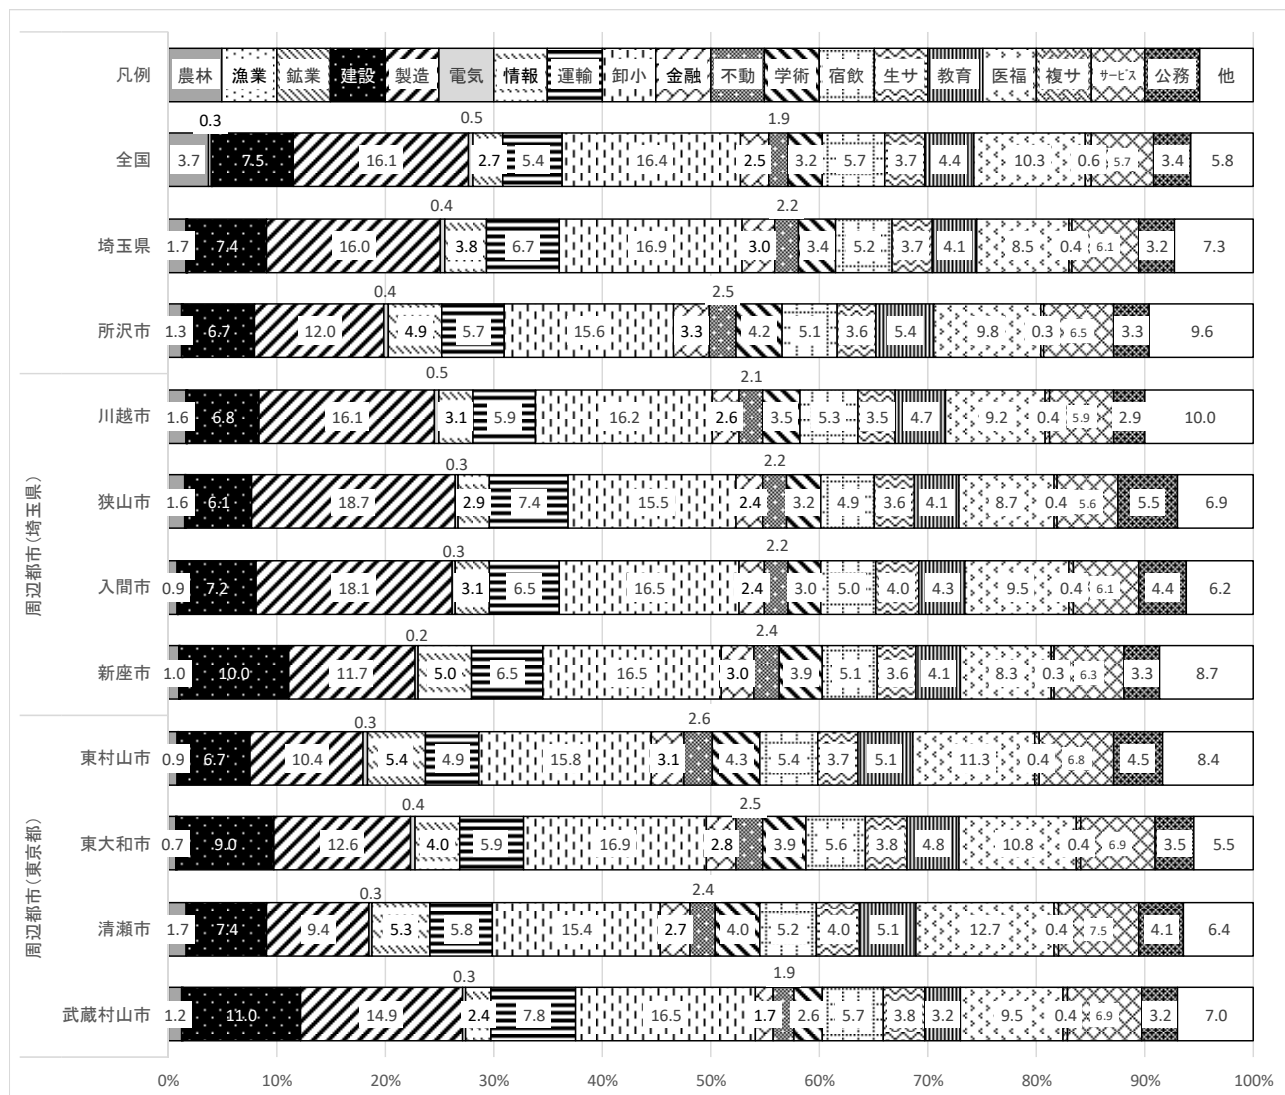 凡例 農林 漁業 鉱業 建設 製造 電気 情報 運輸 卸小 金融 不動 学術 宿飲 生サ 教育 医福 複サ サービス 公務 他
0.3 0.5 1.9
全国 3.7 7.5 16.1 2.7 5.4 16.4 2.5 3.2 5.7 3.7 4.4 10.3 0.6 5.7 3.4 5.8
0.4 2.2
埼玉県 1.7 7.4 16.0 3.8 6.7 16.9 3.0 3.4 5.2 3.7 4.1 8.5 0.4 6.1 3.2 7.3
0.4 2.5
所沢市 1.3 6.7 12.0 4.9 5.7 15.6 3.3 4.2 5.1 3.6 5.4 9.8 0.3 6.5 3.3 9.6
周辺都市(埼玉県)
0.5 2.1
川越市 1.6 6.8 16.1 3.1 5.9 16.2 2.6 3.5 5.3 3.5 4.7 9.2 0.4 5.9 2.9 10.0
0.3 2.2
狭山市 1.6 6.1 18.7 2.9 7.4 15.5 2.4 3.2 4.9 3.6 4.1 8.7 0.4 5.6 5.5 6.9
0.3 2.2
入間市 0.9 7.2 18.1 3.1 6.5 16.5 2.4 3.0 5.0 4.0 4.3 9.5 0.4 6.1 4.4 6.2
0.2 2.4
新座市 1.0 10.0 11.7 5.0 6.5 16.5 3.0 3.9 5.1 3.6 4.1 8.3 0.3 6.3 3.3 8.7
周辺都市(東京都)
0.3 2.6
東村山市 0.9 6.7 10.4 5.4 4.9 15.8 3.1 4.3 5.4 3.7 5.1 11.3 0.4 6.8 4.5 8.4
0.4 2.5
東大和市 0.7 9.0 12.6 4.0 5.9 16.9 2.8 3.9 5.6 3.8 4.8 10.8 0.4 6.9 3.5 5.5
0.3 2.4
清瀬市 1.7 7.4 9.4 5.3 5.8 15.4 2.7 4.0 5.2 4.0 5.1 12.7 0.4 7.5 4.1 6.4
0.3 1.9
武蔵村山市 1.2 11.0 14.9 2.4 7.8 16.5 1.7 2.6 5.7 3.8 3.2 9.5 0.4 6.9 3.2 7.0
0% 10% 20% 30% 40% 50% 60% 70% 80% 90% 100%